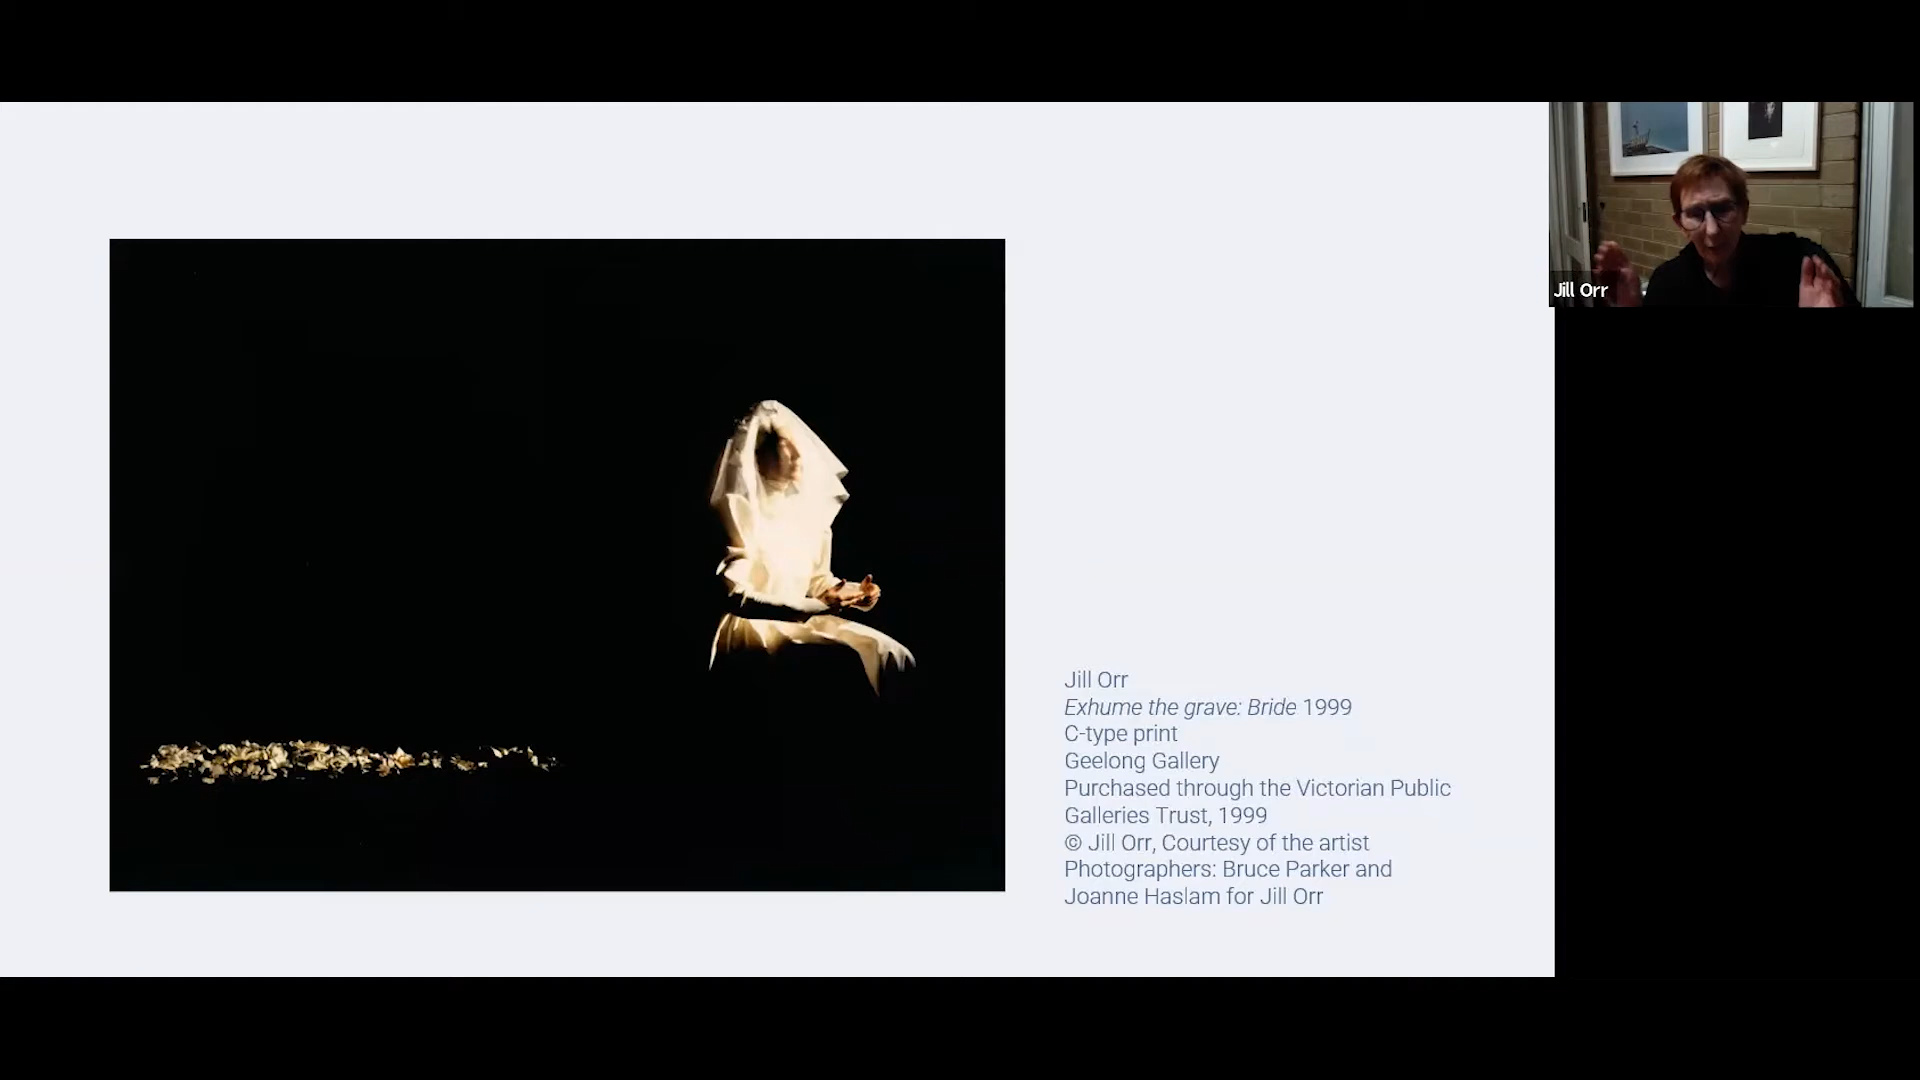 Jill Orr
Jill Orr
Exhume the grave: Bride 1999
C-type print
Geelong Gallery
Purchased through the Victorian Public
Galleries Trust, 1999
© Jill Orr, Courtesy of the artist
Photographers: Bruce Parker and
Joanne Haslam for Jill Orr